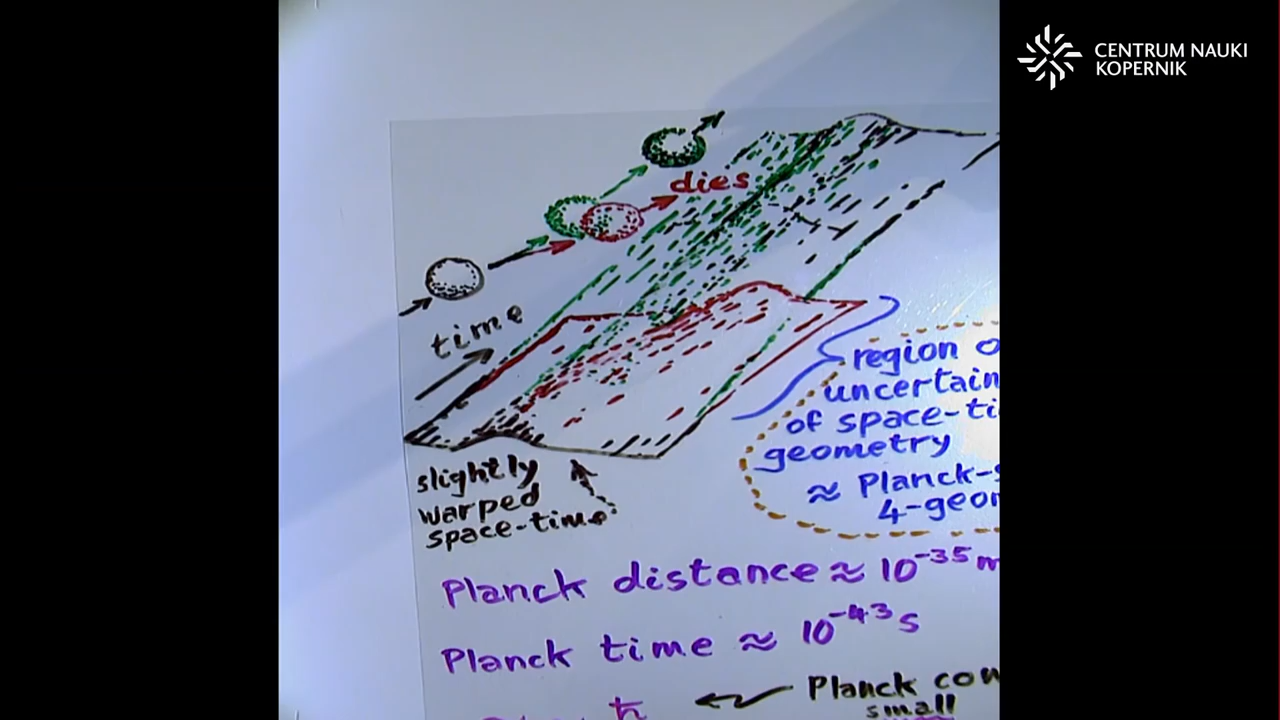 CENTRUM NAUKI
KOPERNIK
dies
time
region
uncertain
of space-ti
geometry
≈ Planck-
4-geo
slightly
warped
space-time
Planck distance ≈ 10⁻³⁵ m
Planck time ≈ 10⁻⁴³ s
Planck con
small
ħ